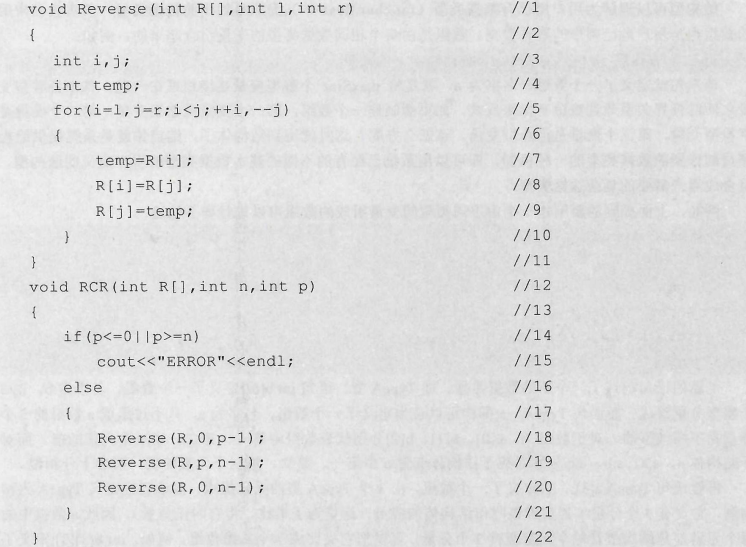 void Reverse(int R[],int l,int r) //1
{ //2
int i,j; //3
int temp; //4
for(i=l,j=r;i<j;++i,--j) //5
{ //6
temp=R[i]; //7
R[i]=R[j]; //8
R[j]=temp; //9
} //10
} //11
void RCR(int R[],int n,int p) //12
{ //13
if(p<=0||p>=n) //14
cout<<"ERROR"<<endl; //15
else //16
{ //17
Reverse(R,0,p-1); //18
Reverse(R,p,n-1); //19
Reverse(R,0,n-1); //20
} //21
} //22